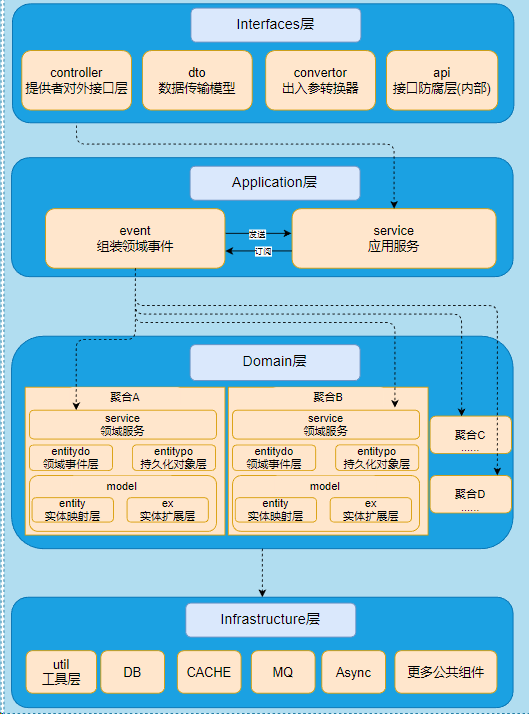 Interfaces层
controller
提供者对外接口层
dto
数据传输模型
convertor
出入参转换器
api
接口防腐层(内部)
Application层
event
组装领域事件
发送
订阅
service
应用服务
Domain层
聚合A
service
领域服务
entitydo
领域事件层
entitypo
持久化对象层
model
entity
实体映射层
ex
实体扩展层
聚合B
service
领域服务
entitydo
领域事件层
entitypo
持久化对象层
model
entity
实体映射层
ex
实体扩展层
聚合C
......
聚合D
......
Infrastructure层
util
工具层
DB
CACHE
MQ
Async
更多公共组件